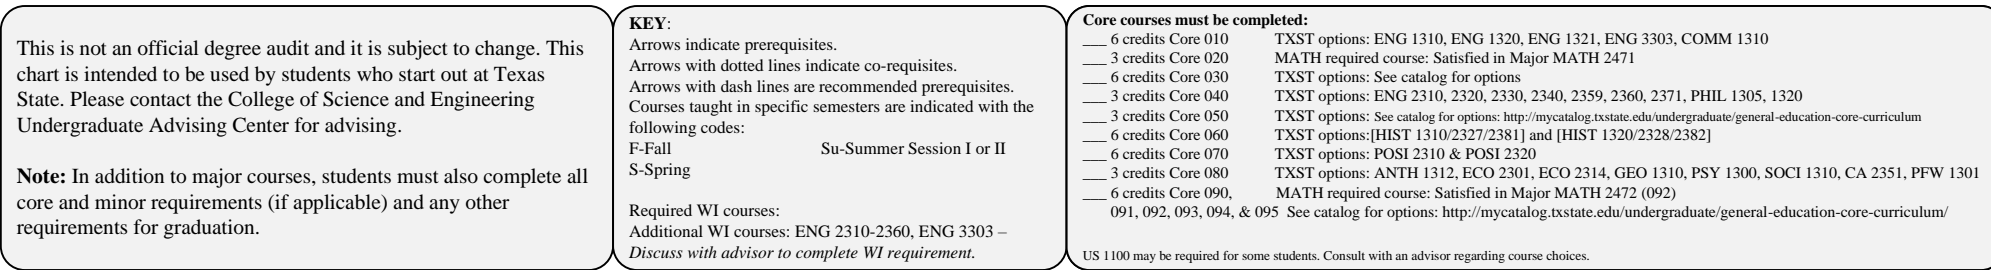 This is not an official degree audit and it is subject to change. This
chart is intended to be used by students who start out at Texas
State. Please contact the College of Science and Engineering
Undergraduate Advising Center for advising.
Note: In addition to major courses, students must also complete all
core and minor requirements (if applicable) and any other
requirements for graduation.
KEY:
Arrows indicate prerequisites.
Arrows with dotted lines indicate co-requisites.
Arrows with dash lines are recommended prerequisites.
Courses taught in specific semesters are indicated with the
following codes:
F-Fall Su-Summer Session I or II
S-Spring
Required WI courses:
Additional WI courses: ENG 2310-2360, ENG 3303 –
Discuss with advisor to complete WI requirement.
Core courses must be completed:
___ 6 credits Core 010 TXST options: ENG 1310, ENG 1320, ENG 1321, ENG 3303, COMM 1310
___ 3 credits Core 020 MATH required course: Satisfied in Major MATH 2471
___ 6 credits Core 030 TXST options: See catalog for options
___ 3 credits Core 040 TXST options: ENG 2310, 2320, 2330, 2340, 2359, 2360, 2371, PHIL 1305, 1320
___ 3 credits Core 050 TXST options: See catalog for options: http://mycatalog.txstate.edu/undergraduate/general-education-core-curriculum
___ 6 credits Core 060 TXST options:[HIST 1310/2327/2381] and [HIST 1320/2328/2382]
___ 6 credits Core 070 TXST options: POSI 2310 & POSI 2320
___ 3 credits Core 080 TXST options: ANTH 1312, ECO 2301, ECO 2314, GEO 1310, PSY 1300, SOCI 1310, CA 2351, PFW 1301
___ 6 credits Core 090, MATH required course: Satisfied in Major MATH 2472 (092)
091, 092, 093, 094, & 095 See catalog for options: http://mycatalog.txstate.edu/undergraduate/general-education-core-curriculum/
US 1100 may be required for some students. Consult with an advisor regarding course choices.